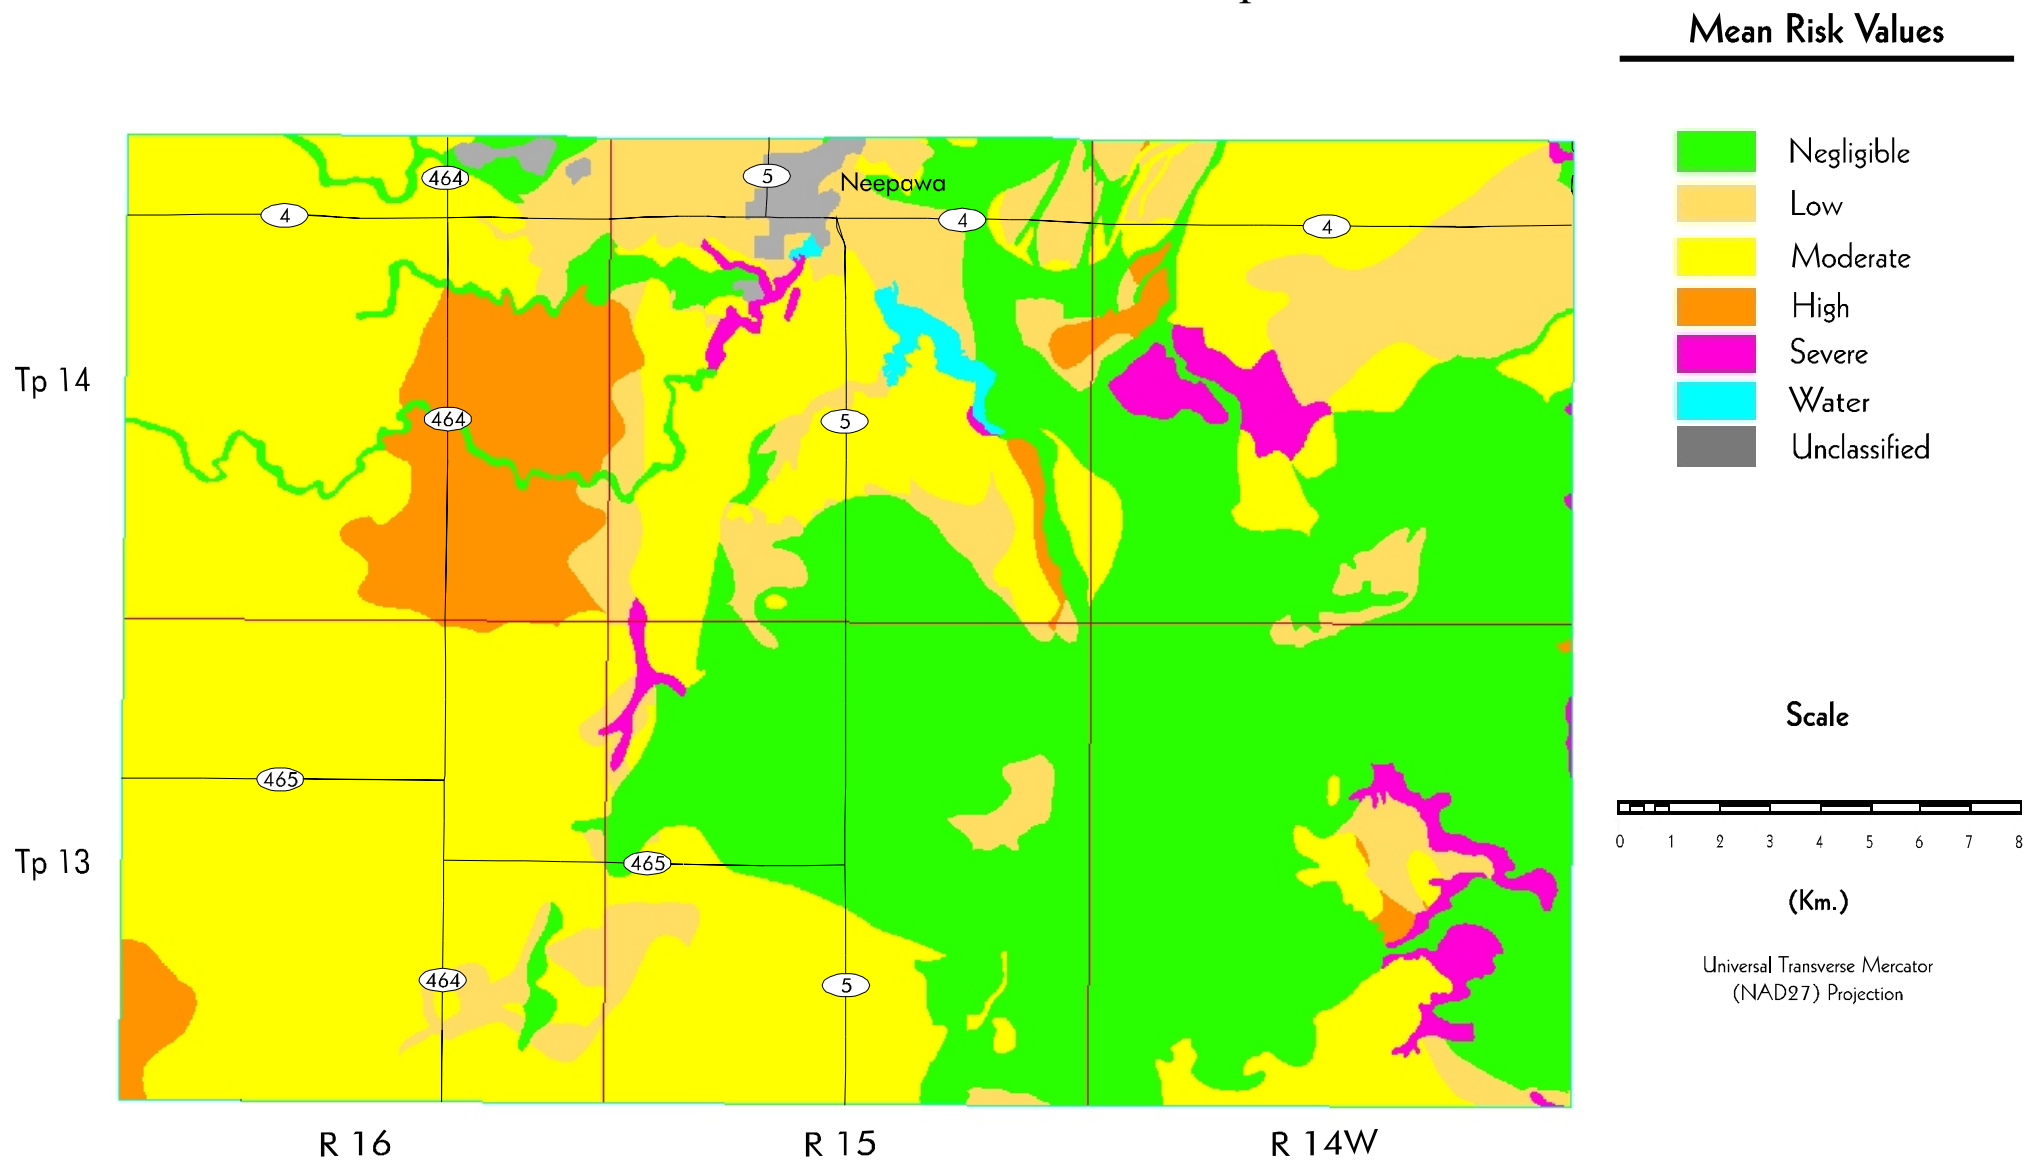 Mean Risk Values
Negligible
Low
Moderate
High
Severe
Water
Unclassified
464
5
Neepawa
4
4
4
Tp 14
464
5
Scale
465
0 1 2 3 4 5 6 7 8
Tp 13
465
(Km.)
464
5
Universal Transverse Mercator
(NAD27) Projection
R 16
R 15
R 14W